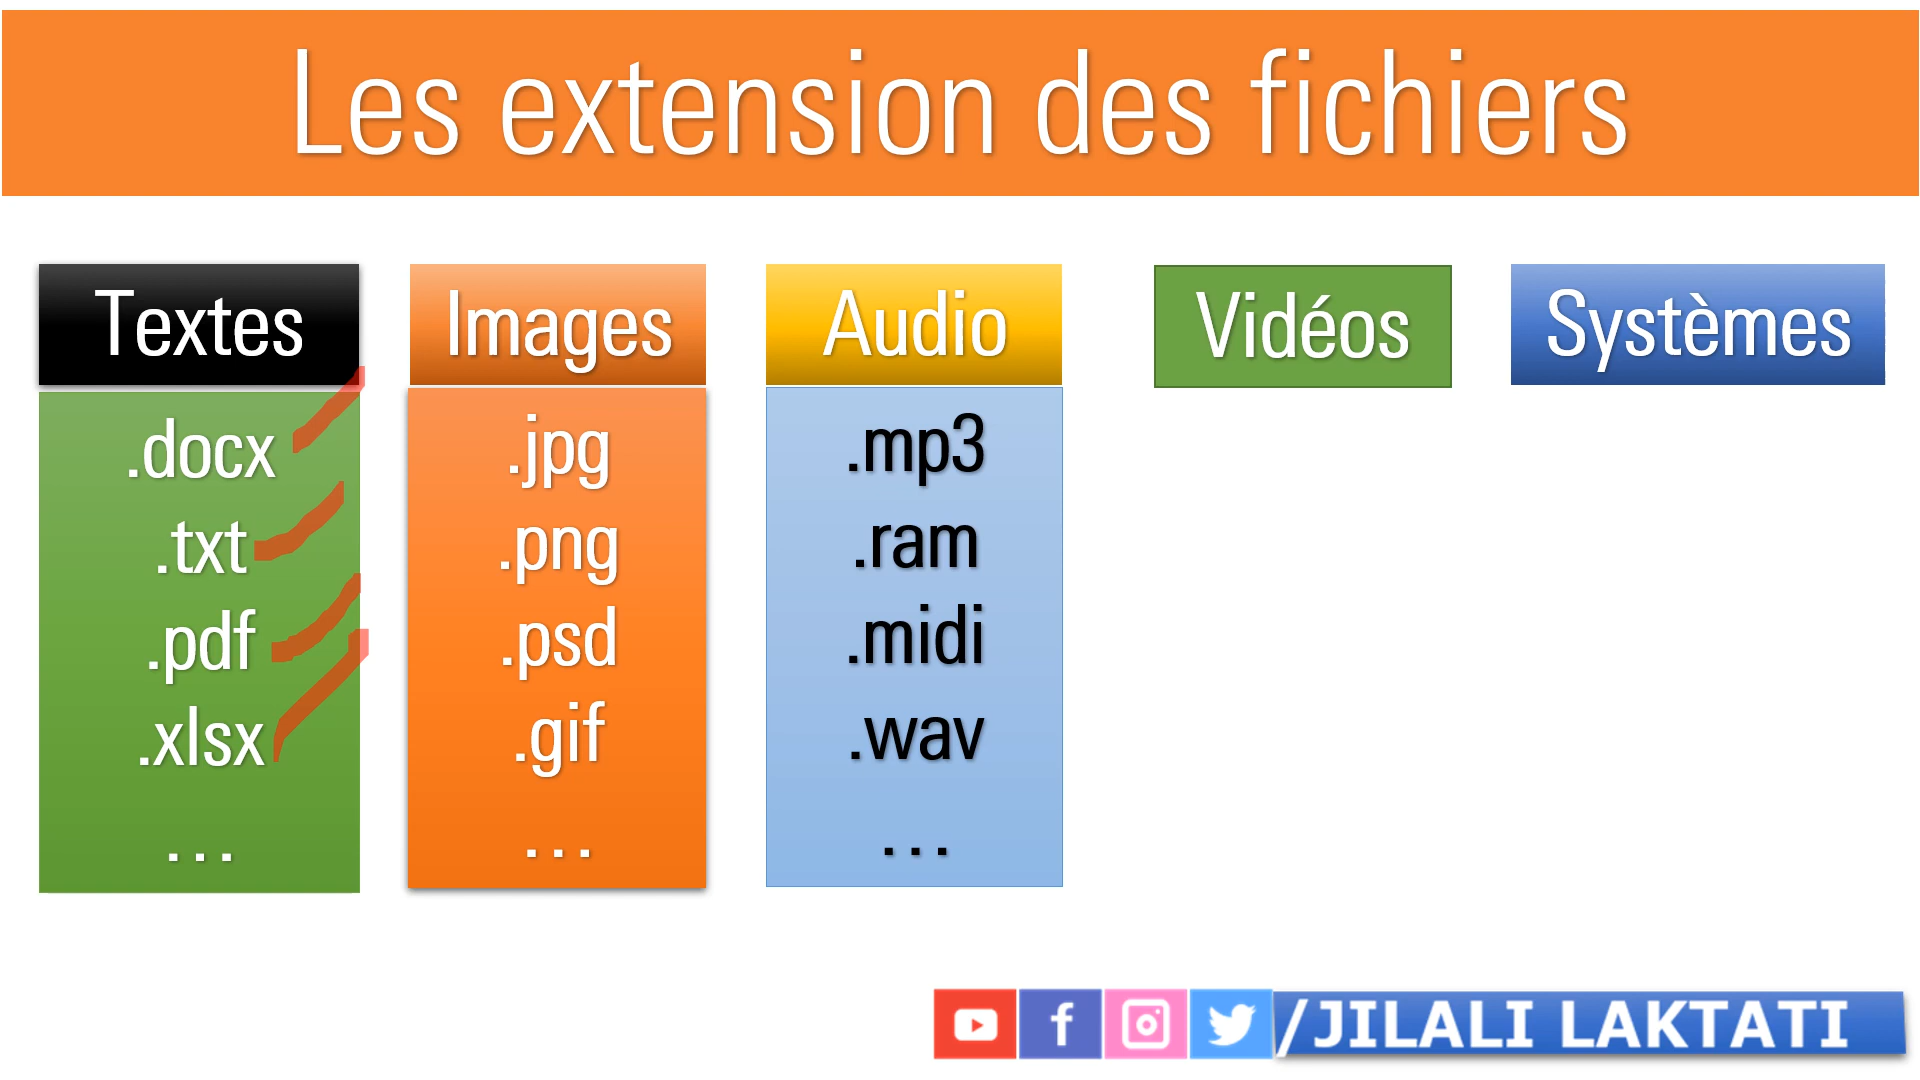 Les extension des fichiers
Textes
.docx
.txt
.pdf
.xlsx
...
Images
.jpg
.png
.psd
.gif
...
Audio
.mp3
.ram
.midi
.wav
...
Vidéos
Systèmes
/JILALI LAKTATI